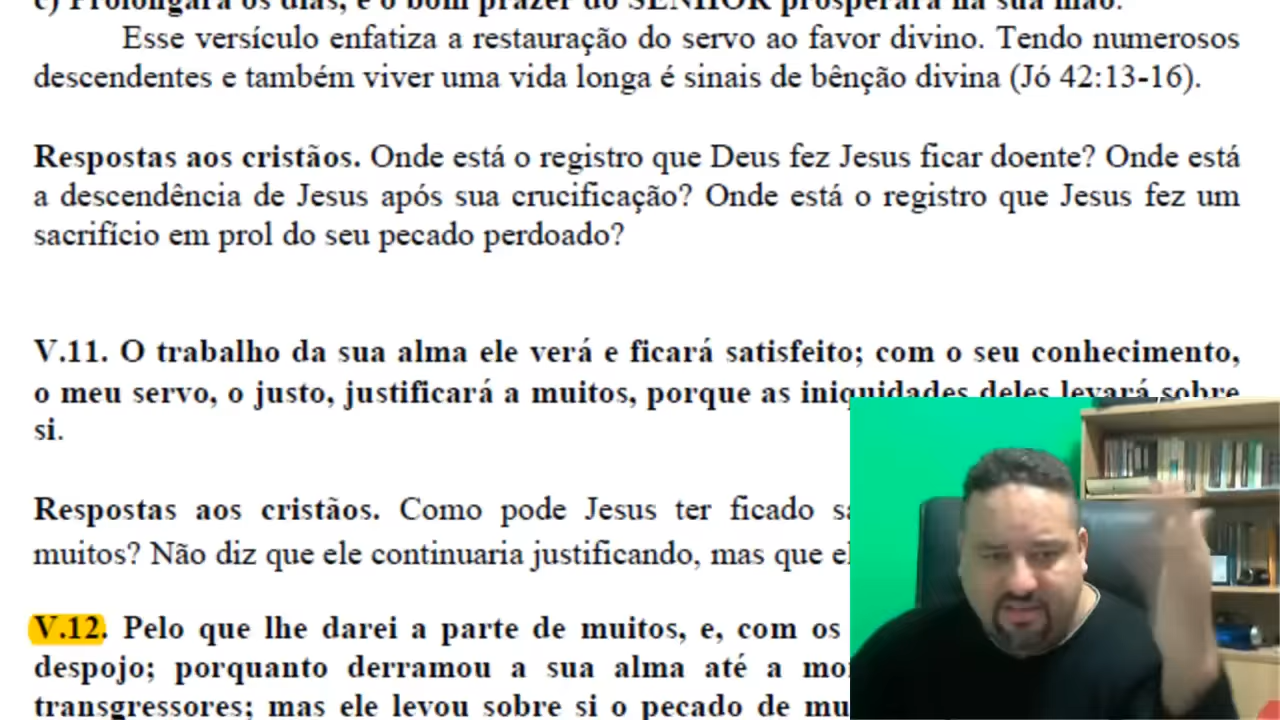 c) Prolongará os dias, e o bom prazer do SENHOR prosperará na sua mão.
Esse versículo enfatiza a restauração do servo ao favor divino. Tendo numerosos
descendentes e também viver uma vida longa é sinais de bênção divina (Jó 42:13-16).
Respostas aos cristãos. Onde está o registro que Deus fez Jesus ficar doente? Onde está
a descendência de Jesus após sua crucificação? Onde está o registro que Jesus fez um
sacrifício em prol do seu pecado perdoado?
V.11. O trabalho da sua alma ele verá e ficará satisfeito; com o seu conhecimento,
o meu servo, o justo, justificará a muitos, porque as iniquidades deles levará sobre
si.
Respostas aos cristãos. Como pode Jesus ter ficado
muitos? Não diz que ele continuaria justificando, mas que
V.12. Pelo que lhe darei a parte de muitos, e, com os
despojo; porquanto derramou a sua alma até a
transgressores; mas ele levou sobre si o pecado de